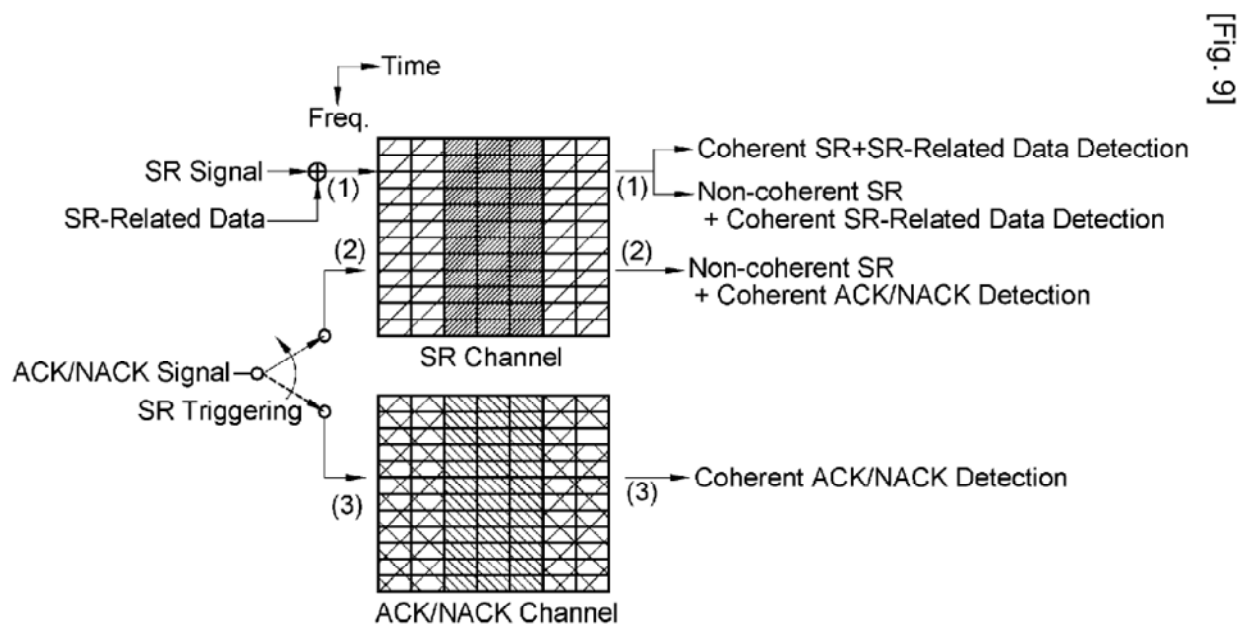 [Fig. 9]
Time
Freq.
SR Signal
(1)
SR-Related Data
(2)
(1)
Coherent SR+SR-Related Data Detection
Non-coherent SR
+ Coherent SR-Related Data Detection
(2)
Non-coherent SR
+ Coherent ACK/NACK Detection
SR Channel
ACK/NACK Signal
SR Triggering
(3)
(3)
Coherent ACK/NACK Detection
ACK/NACK Channel